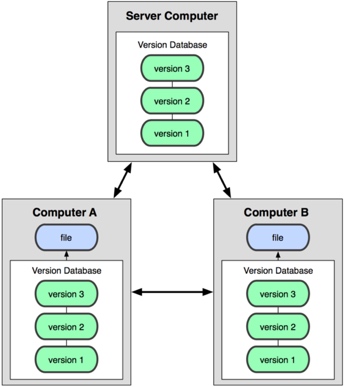 Server Computer
Version Database
version 3
version 2
version 1
Computer A
file
Version Database
version 3
version 2
version 1
Computer B
file
Version Database
version 3
version 2
version 1